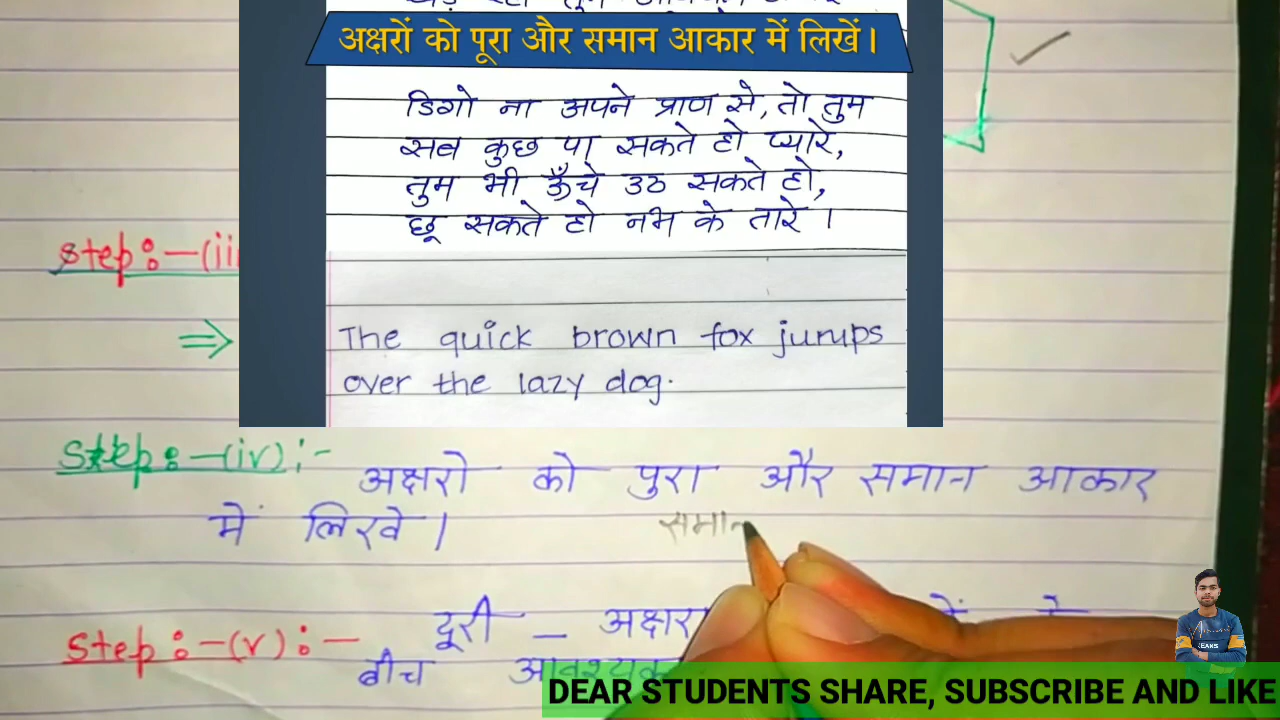 अक्षरों को पूरा और समान आकार में लिखें।
डिगो ना अपने प्राण से, तो तुम
सब कुछ पा सकते हो प्यारे,
तुम भी ऊँचे उठ सकते हो,
छू सकते हो नभ के तारे ।
The quick brown fox jumps
over the lazy dog.
Step:-(iii
⇒
Step:-(iv):-
अक्षरो को पुरा और समान आकार
में लिखे ।
समान
Step:-(v):-
दूरी - अक्षर
बीच
DEAR STUDENTS SHARE, SUBSCRIBE AND LIKE